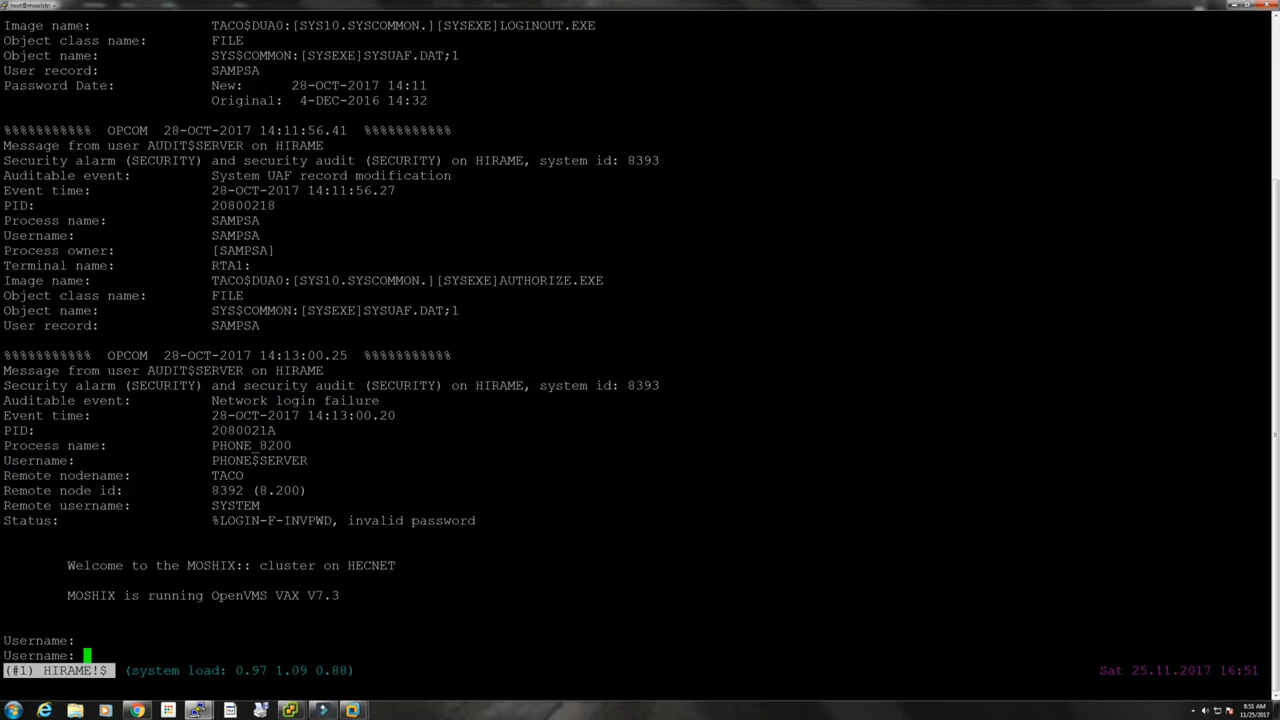 root@moxclstr: ~
Image name: TACO$DUA0:[SYS10.SYSCOMMON.][SYSEXE]LOGINOUT.EXE
Object class name: FILE
Object name: SYS$COMMON:[SYSEXE]SYSUAF.DAT;1
User record: SAMPSA
Password Date: New: 28-OCT-2017 14:11
Original: 4-DEC-2016 14:32
%%%%%%%%%%% OPCOM 28-OCT-2017 14:11:56.41 %%%%%%%%%%%
Message from user AUDIT$SERVER on HIRAME
Security alarm (SECURITY) and security audit (SECURITY) on HIRAME, system id: 8393
Auditable event: System UAF record modification
Event time: 28-OCT-2017 14:11:56.27
PID: 20800218
Process name: SAMPSA
Username: SAMPSA
Process owner: [SAMPSA]
Terminal name: RTA1:
Image name: TACO$DUA0:[SYS10.SYSCOMMON.][SYSEXE]AUTHORIZE.EXE
Object class name: FILE
Object name: SYS$COMMON:[SYSEXE]SYSUAF.DAT;1
User record: SAMPSA
%%%%%%%%%%% OPCOM 28-OCT-2017 14:13:00.25 %%%%%%%%%%%
Message from user AUDIT$SERVER on HIRAME
Security alarm (SECURITY) and security audit (SECURITY) on HIRAME, system id: 8393
Auditable event: Network login failure
Event time: 28-OCT-2017 14:13:00.20
PID: 2080021A
Process name: PHONE_8200
Username: PHONE$SERVER
Remote nodename: TACO
Remote node id: 8392 (8.200)
Remote username: SYSTEM
Status: %LOGIN-F-INVPWD, invalid password
Welcome to the MOSHIX:: cluster on HECNET
MOSHIX is running OpenVMS VAX V7.3
Username:
Username:
(#1) HIRAME!$ (system load: 0.97 1.09 0.88) Sat 25.11.2017 16:51
8:51 AM
11/25/2017